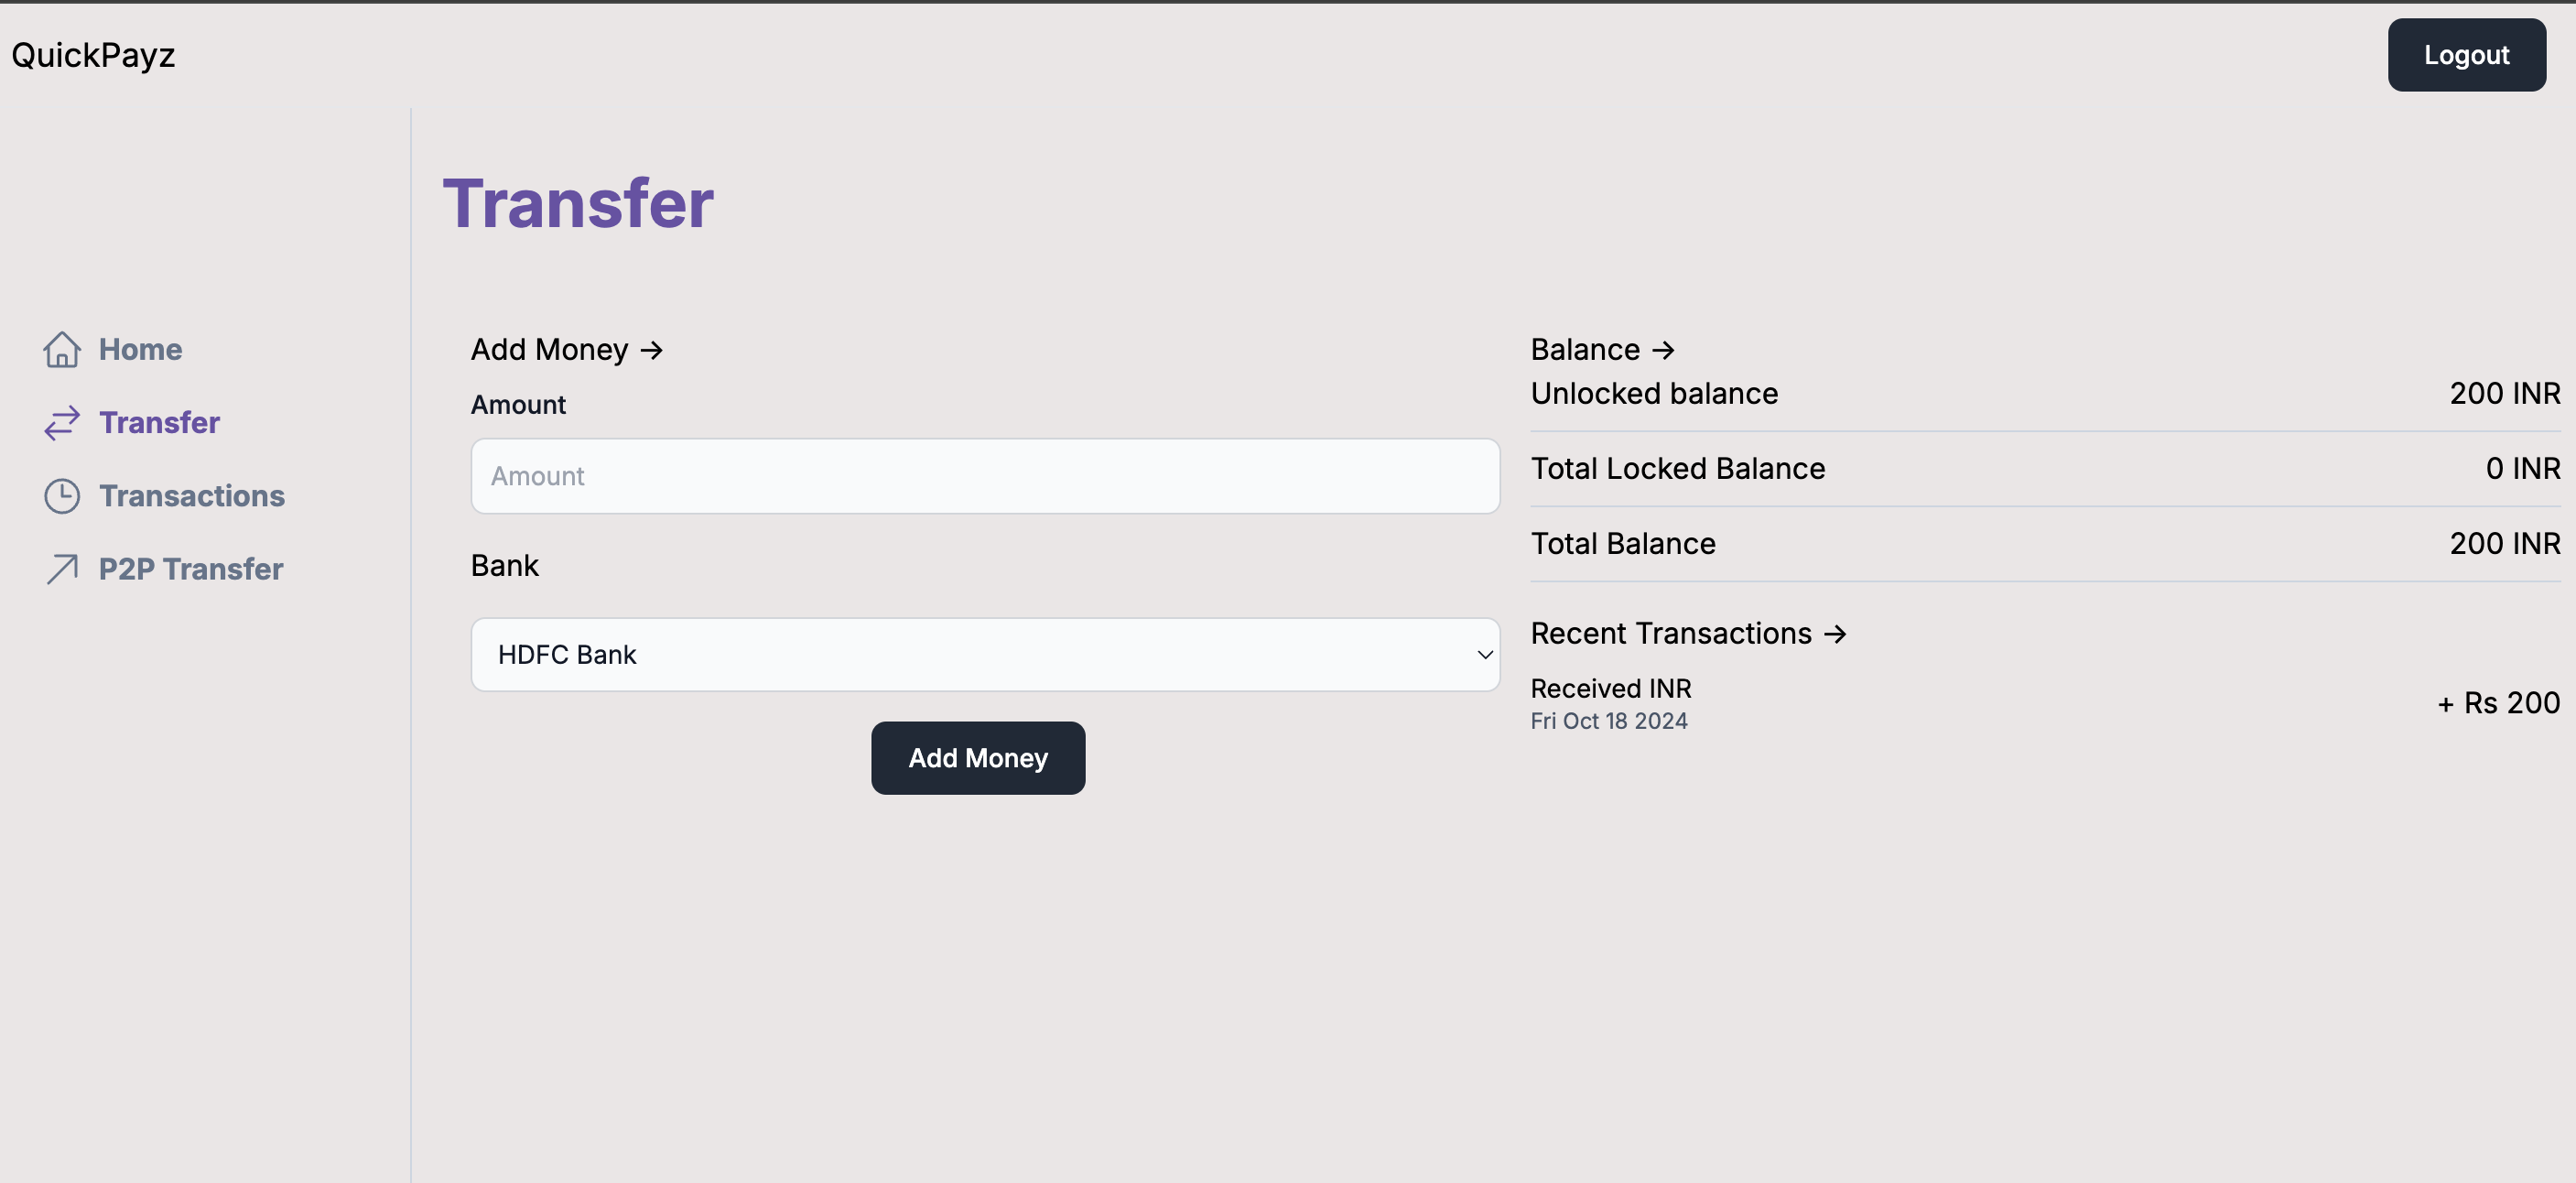 QuickPayz
Logout
Transfer
Home
Transfer
Transactions
P2P Transfer
Add Money →
Amount
Amount
Bank
HDFC Bank
Add Money
Balance →
Unlocked balance 200 INR
Total Locked Balance 0 INR
Total Balance 200 INR
Recent Transactions →
Received INR
Fri Oct 18 2024
+ Rs 200